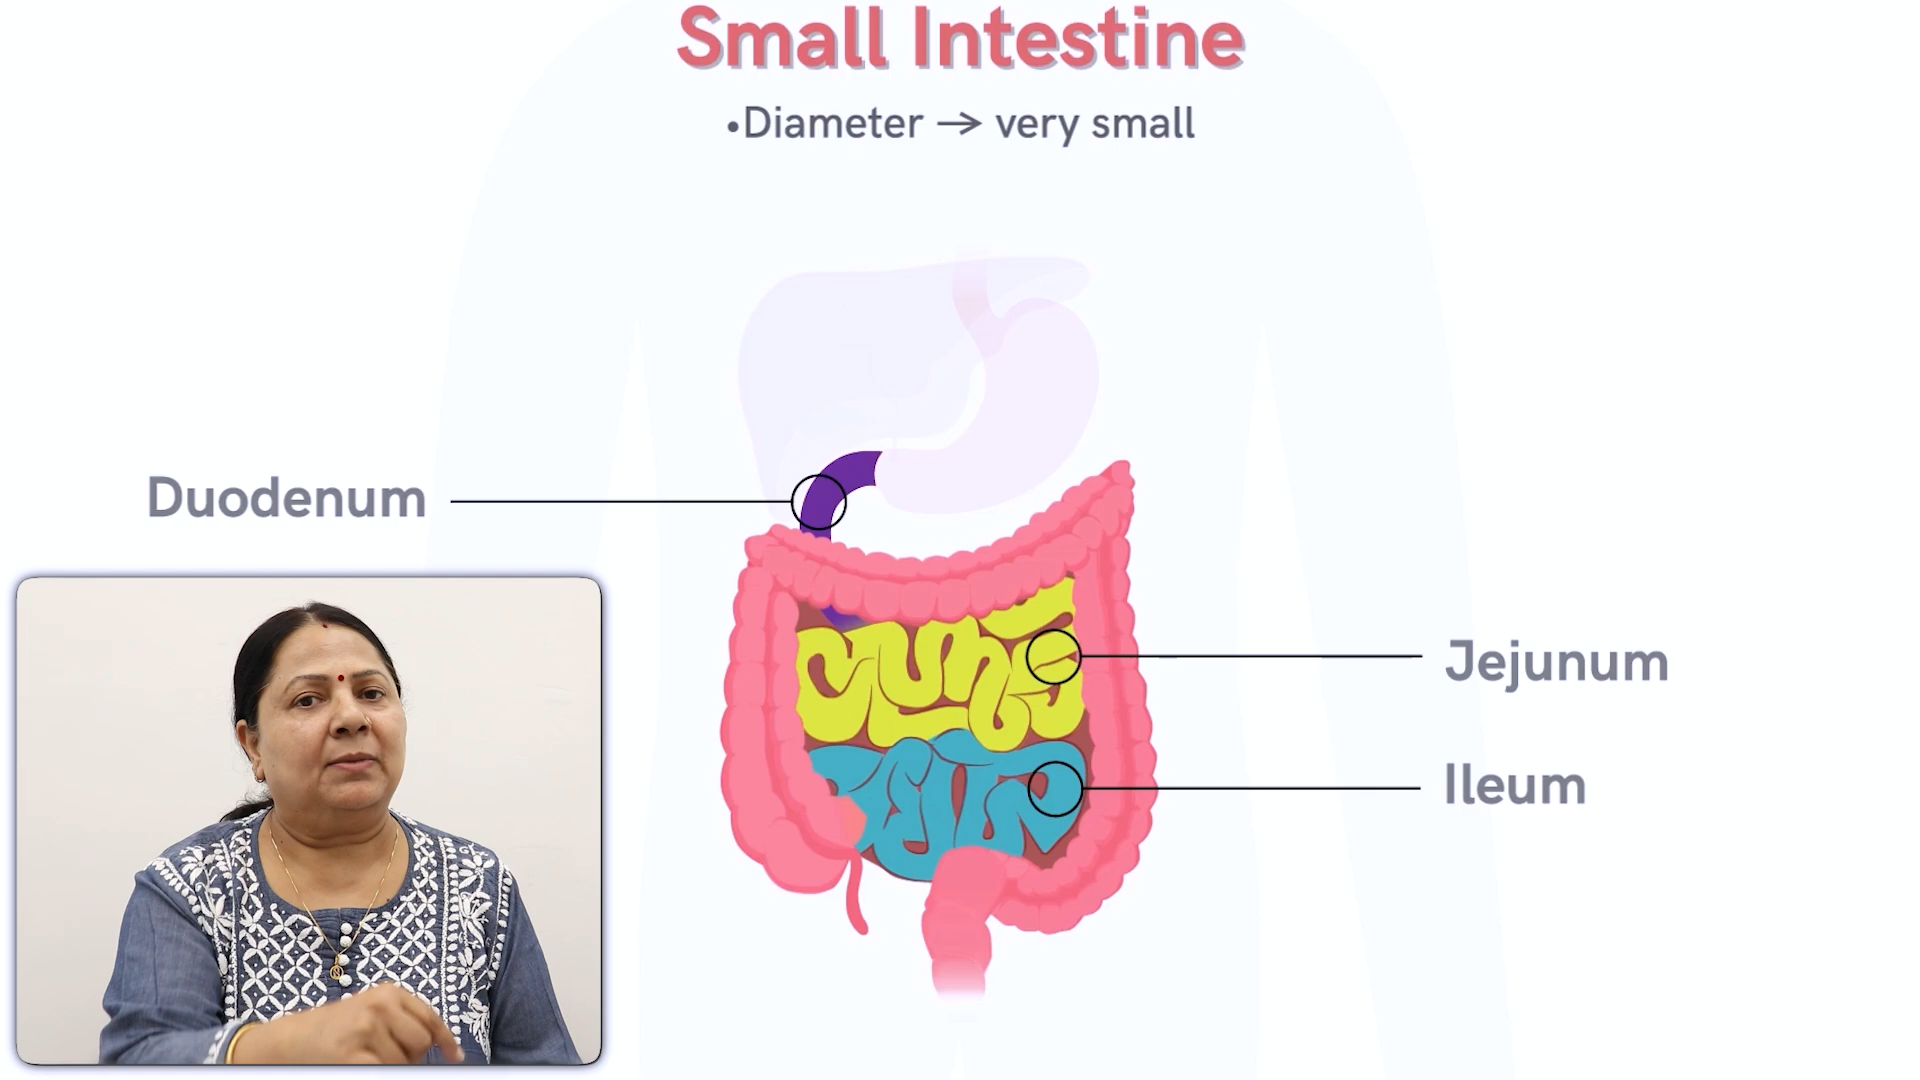 Small Intestine
•Diameter → very small
Duodenum
Jejunum
Ileum